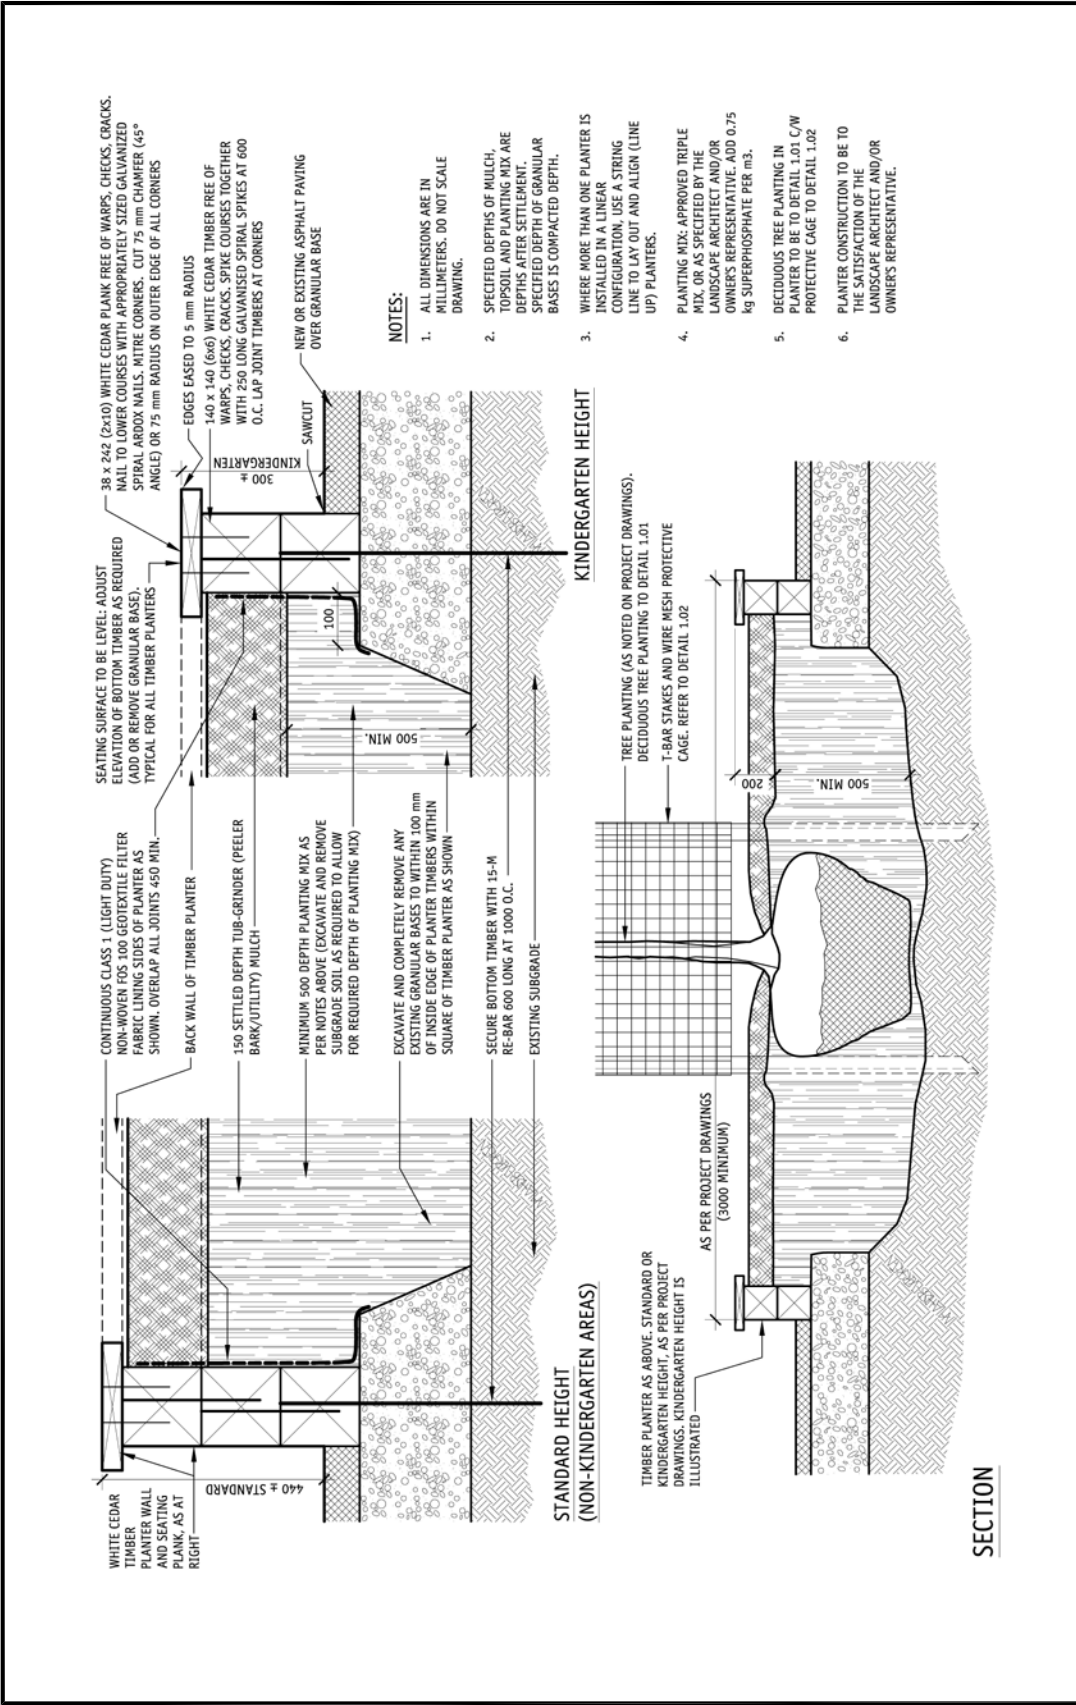 WHITE CEDAR
TIMBER
PLANTER WALL
AND SEATING
PLANK, AS AT
RIGHT
440 ± STANDARD
CONTINUOUS CLASS 1 (LIGHT DUTY)
NON-WOVEN FOS 100 GEOTEXTILE FILTER
FABRIC LINING SIDES OF PLANTER AS
SHOWN. OVERLAP ALL JOINTS 450 MIN.
BACK WALL OF TIMBER PLANTER
150 SETTLED DEPTH TUB-GRINDER (PEELER
BARK/UTILITY) MULCH
MINIMUM 500 DEPTH PLANTING MIX AS
PER NOTES ABOVE (EXCAVATE AND REMOVE
SUBGRADE SOIL AS REQUIRED TO ALLOW
FOR REQUIRED DEPTH OF PLANTING MIX)
EXCAVATE AND COMPLETELY REMOVE ANY
EXISTING GRANULAR BASES TO WITHIN 100 mm
OF INSIDE EDGE OF PLANTER TIMBERS WITHIN
SQUARE OF TIMBER PLANTER AS SHOWN
SECURE BOTTOM TIMBER WITH 15-M
RE-BAR 600 LONG AT 1000 O.C.
EXISTING SUBGRADE
STANDARD HEIGHT
(NON-KINDERGARTEN AREAS)
SEATING SURFACE TO BE LEVEL: ADJUST
ELEVATION OF BOTTOM TIMBER AS REQUIRED
(ADD OR REMOVE GRANULAR BASE).
TYPICAL FOR ALL TIMBER PLANTERS
500 MIN.
100
300 ±
KINDERGARTEN
38 x 242 (2x10) WHITE CEDAR PLANK FREE OF WARPS, CHECKS, CRACKS.
NAIL TO LOWER COURSES WITH APPROPRIATELY SIZED GALVANIZED
SPIRAL ARDOX NAILS. MITRE CORNERS. CUT 75 mm CHAMFER (45°
ANGLE) OR 75 mm RADIUS ON OUTER EDGE OF ALL CORNERS
EDGES EASED TO 5 mm RADIUS
140 x 140 (6x6) WHITE CEDAR TIMBER FREE OF
WARPS, CHECKS, CRACKS. SPIKE COURSES TOGETHER
WITH 250 LONG GALVANISED SPIRAL SPIKES AT 600
O.C. LAP JOINT TIMBERS AT CORNERS
SAWCUT
NEW OR EXISTING ASPHALT PAVING
OVER GRANULAR BASE
KINDERGARTEN HEIGHT
NOTES:
1. ALL DIMENSIONS ARE IN
MILLIMETERS. DO NOT SCALE
DRAWING.
2. SPECIFIED DEPTHS OF MULCH,
TOPSOIL AND PLANTING MIX ARE
DEPTHS AFTER SETTLEMENT.
SPECIFIED DEPTH OF GRANULAR
BASES IS COMPACTED DEPTH.
3. WHERE MORE THAN ONE PLANTER IS
INSTALLED IN A LINEAR
CONFIGURATION, USE A STRING
LINE TO LAY OUT AND ALIGN (LINE
UP) PLANTERS.
4. PLANTING MIX: APPROVED TRIPLE
MIX, OR AS SPECIFIED BY THE
LANDSCAPE ARCHITECT AND/OR
OWNER'S REPRESENTATIVE. ADD 0.75
kg SUPERPHOSPHATE PER m3.
5. DECIDUOUS TREE PLANTING IN
PLANTER TO BE TO DETAIL 1.01 C/W
PROTECTIVE CAGE TO DETAIL 1.02
6. PLANTER CONSTRUCTION TO BE TO
THE SATISFACTION OF THE
LANDSCAPE ARCHITECT AND/OR
OWNER'S REPRESENTATIVE.
TIMBER PLANTER AS ABOVE. STANDARD OR
KINDERGARTEN HEIGHT, AS PER PROJECT
DRAWINGS. KINDERGARTEN HEIGHT IS
ILLUSTRATED
AS PER PROJECT DRAWINGS
(3000 MINIMUM)
TREE PLANTING (AS NOTED ON PROJECT DRAWINGS).
DECIDUOUS TREE PLANTING TO DETAIL 1.01
T-BAR STAKES AND WIRE MESH PROTECTIVE
CAGE. REFER TO DETAIL 1.02
200
500 MIN.
SECTION